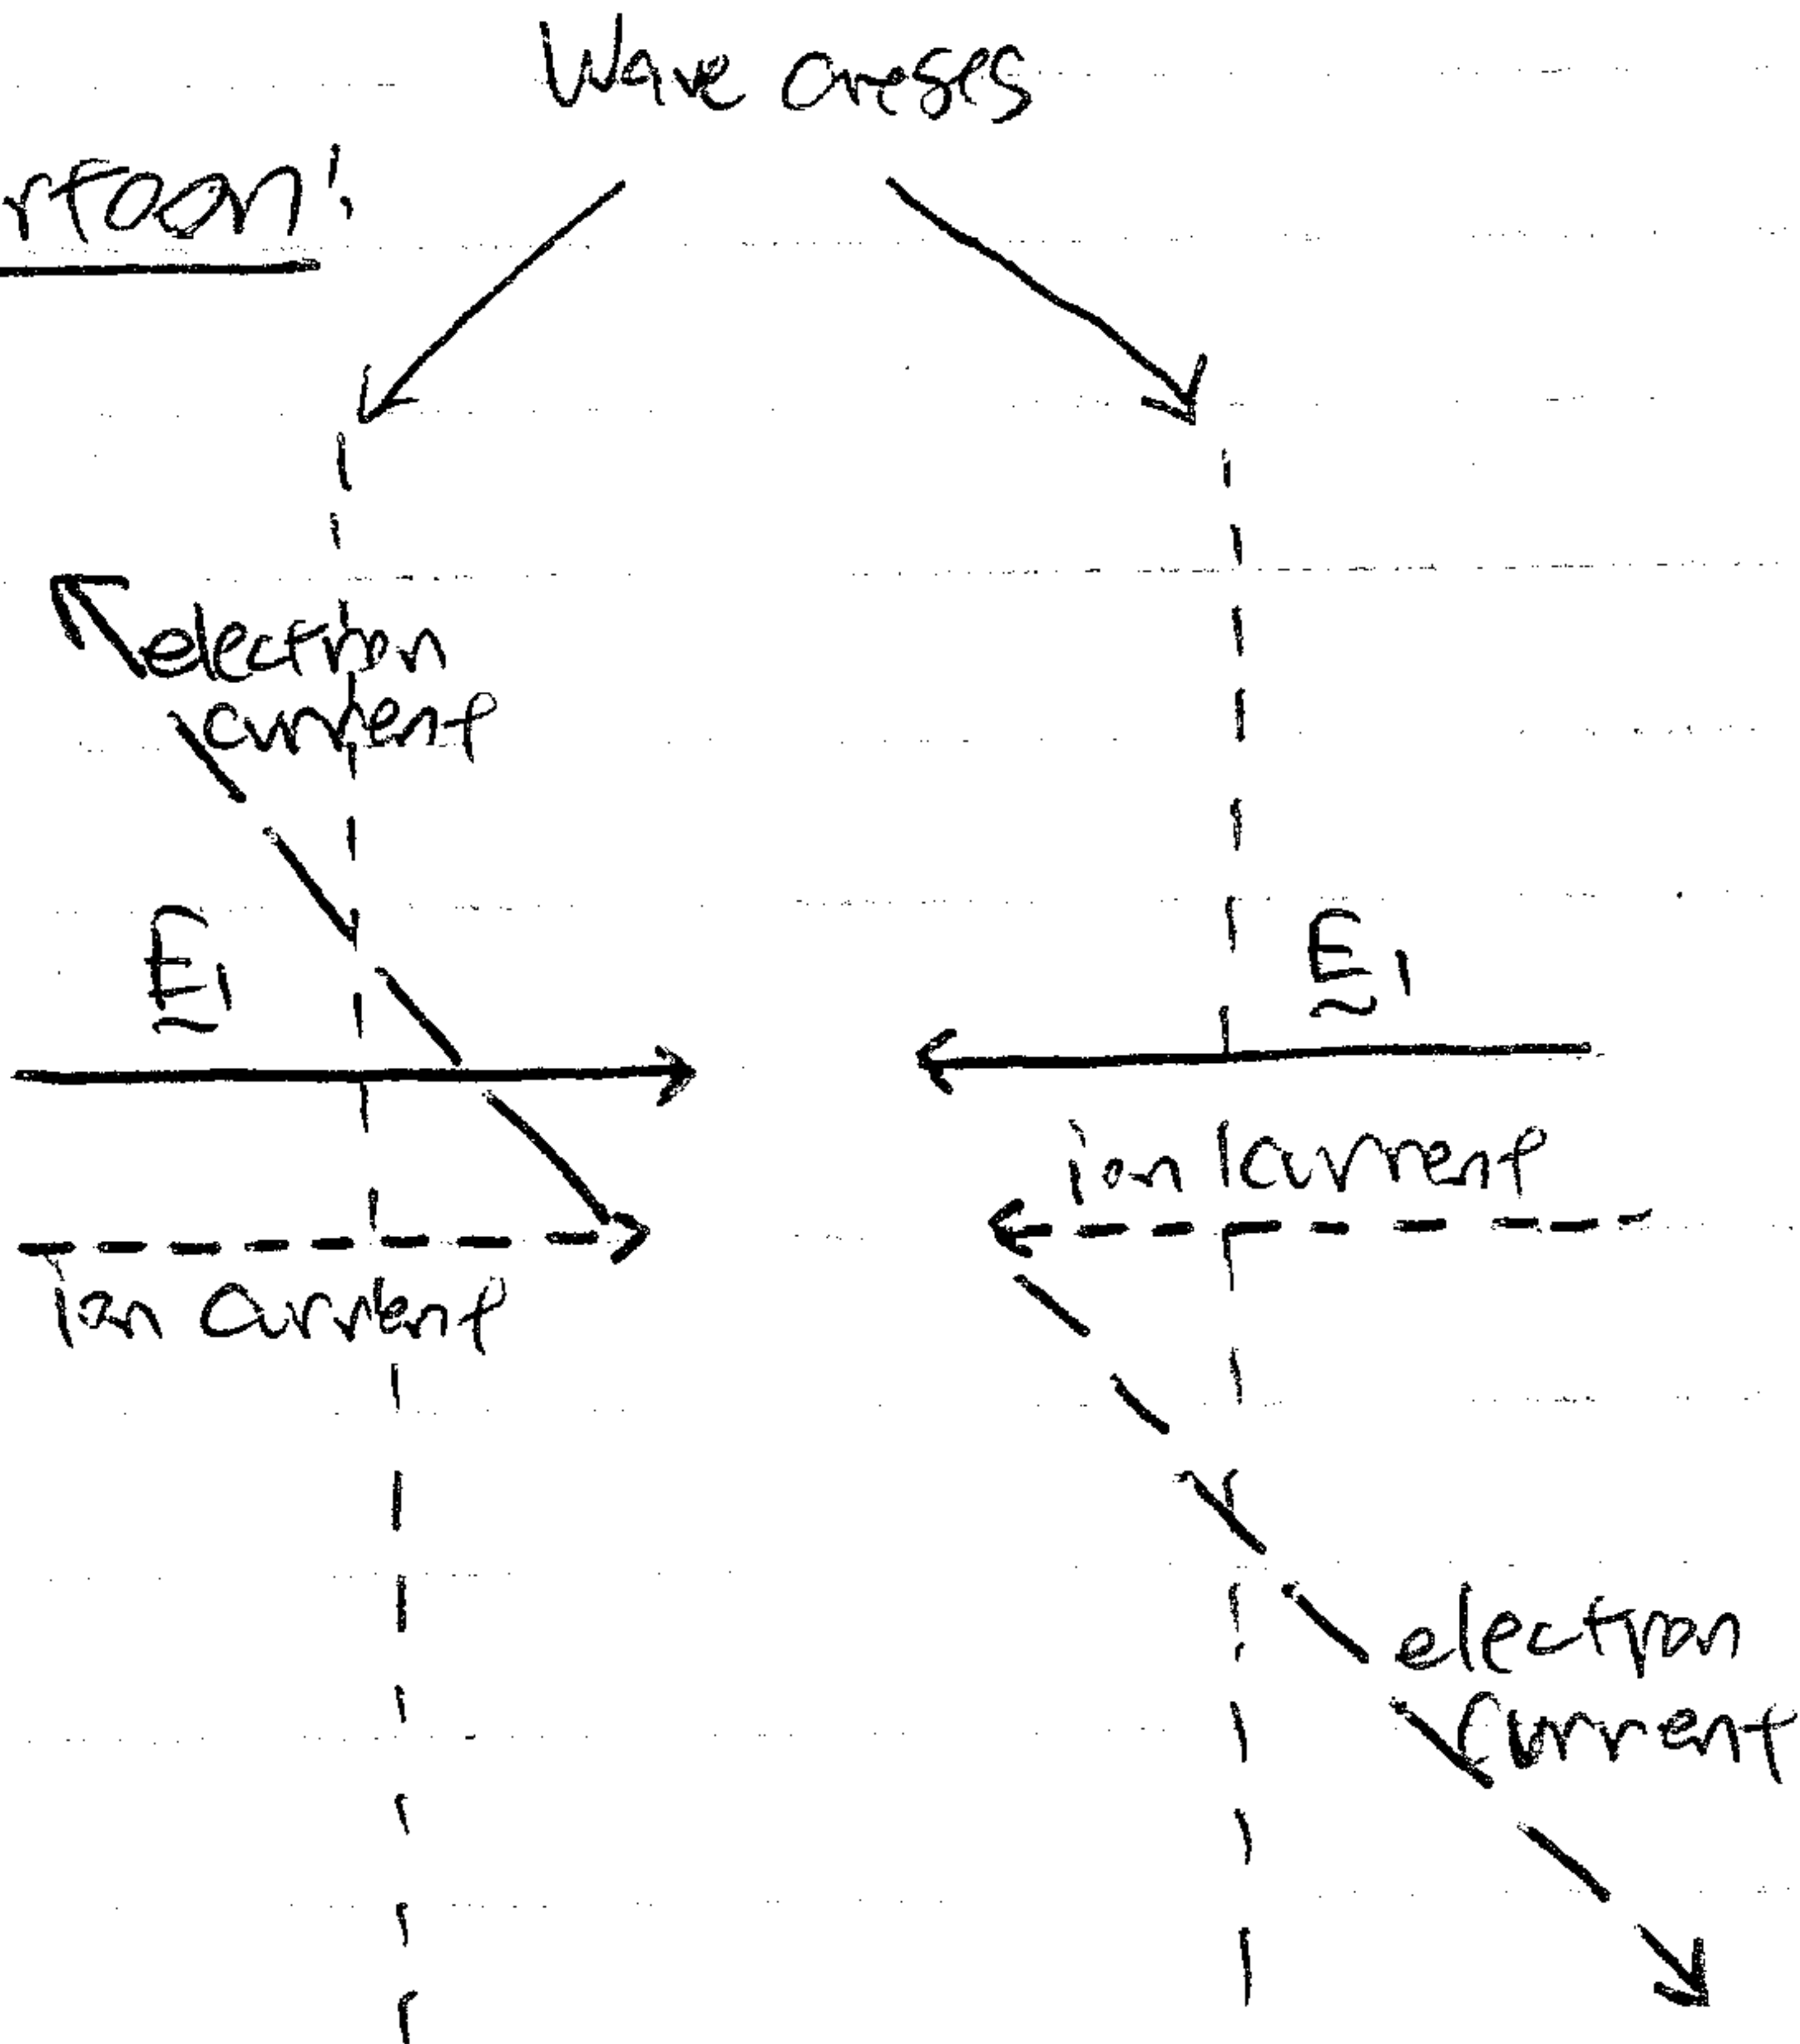 Wave crests
rtoon:
electron
current
E1
E1
ion current
ion current
electron
current